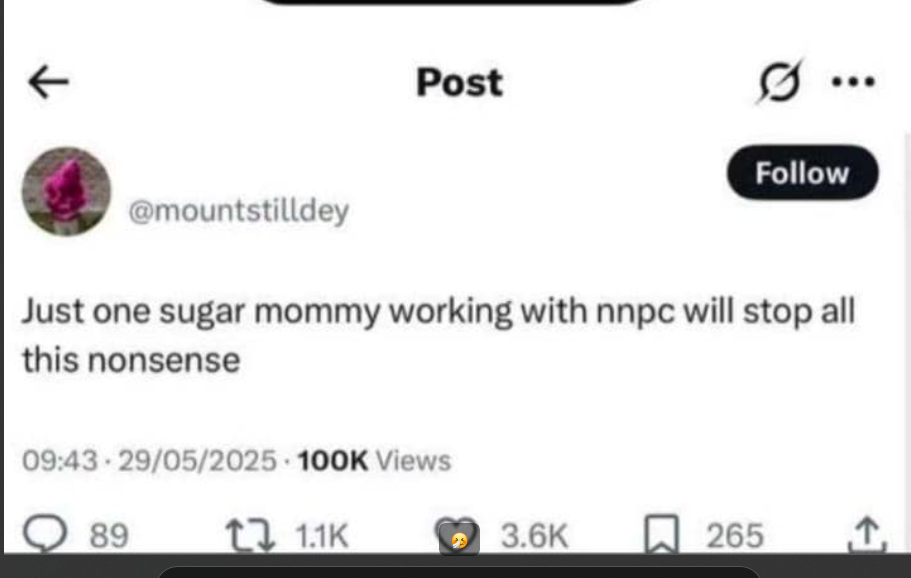 Post
Follow
@mountstilldey
Just one sugar mommy working with nnpc will stop all
this nonsense
09:43 · 29/05/2025 · 100K Views
89 1.1K 3.6K 265